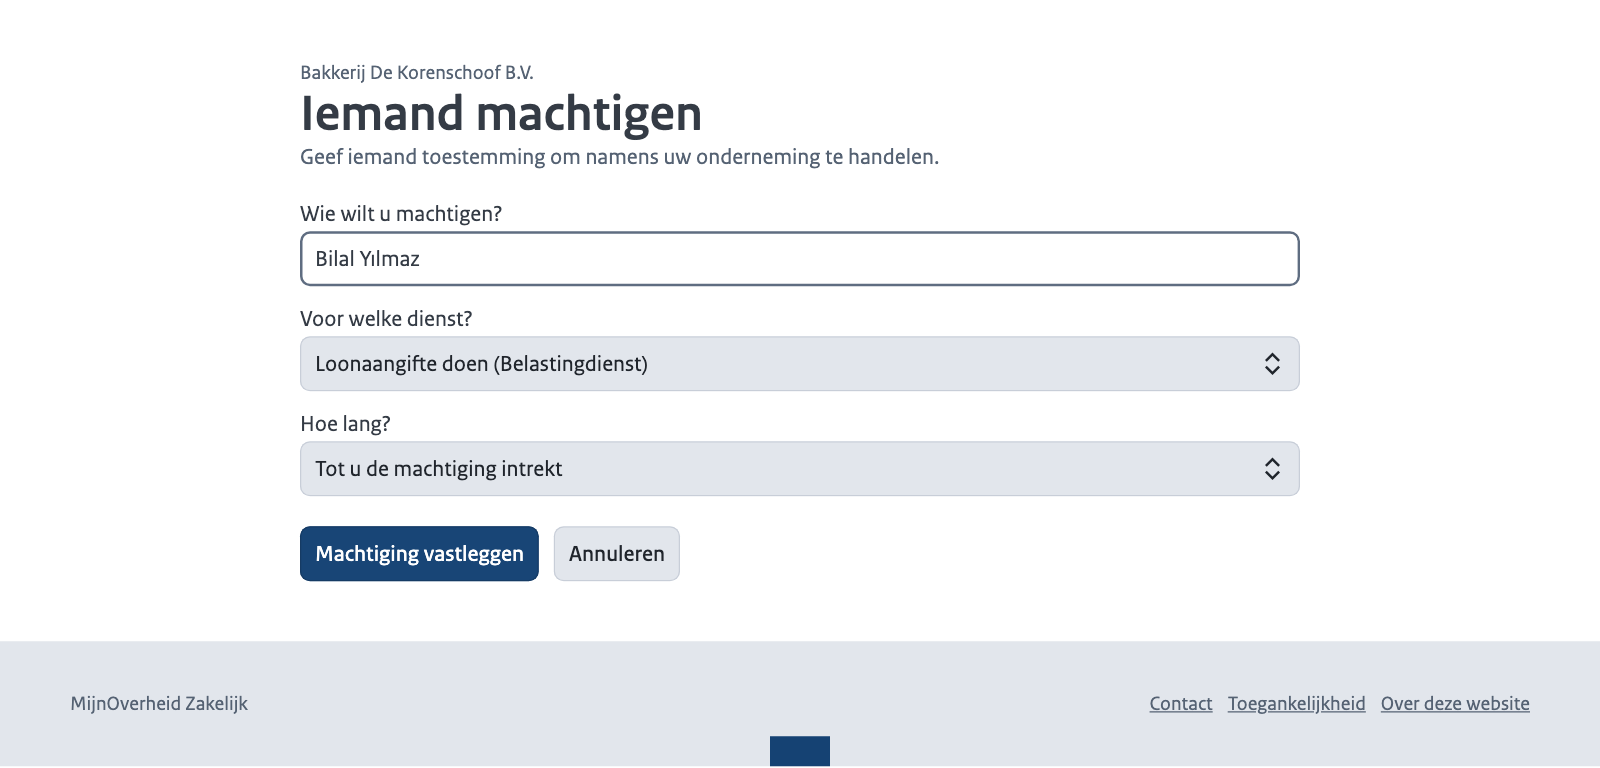 Bakkerij De Korenschoof B.V.
Iemand machtigen
Geef iemand toestemming om namens uw onderneming te handelen.
Wie wilt u machtigen?
Bilal Yılmaz
Voor welke dienst?
Loonaangifte doen (Belastingdienst)
Hoe lang?
Tot u de machtiging intrekt
Machtiging vastleggen Annuleren
MijnOverheid Zakelijk Contact Toegankelijkheid Over deze website